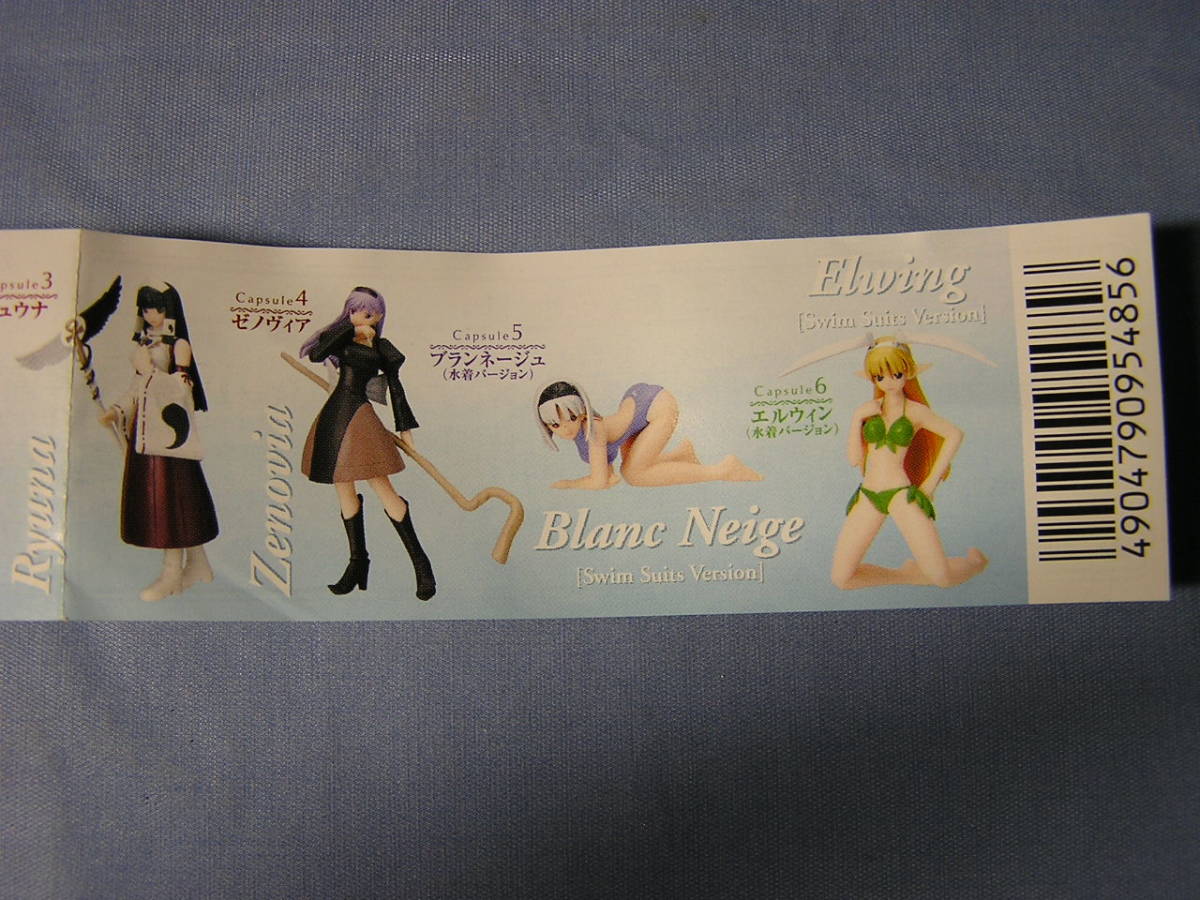 psule3
ュウナ
Ryuna
Capsule4
ゼノヴィア
Zenovia
Capsule5
ブランネージュ
(水着バージョン)
Blanc Neige
[Swim Suits Version]
Elwing
[Swim Suits Version]
Capsule6
エルウィン
(水着バージョン)
4904790954856